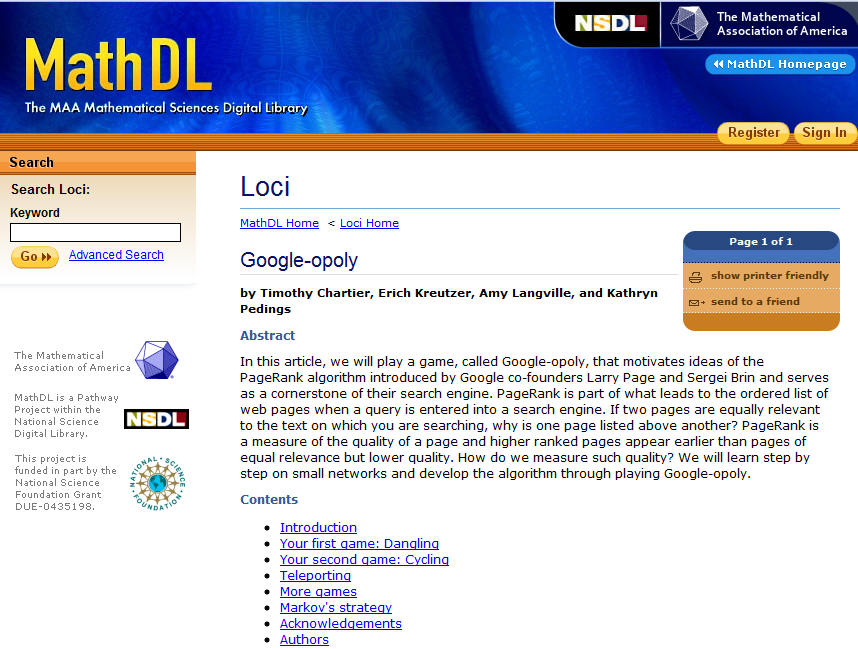 NSDL
The Mathematical
Association of America
MathDL
The MAA Mathematical Sciences Digital Library
MathDL Homepage
Register
Sign In
Search
Search Loci:
Keyword
Go
Advanced Search
The Mathematical
Association of America
MathDL is a Pathway
Project within the
National Science
Digital Library.
NSDL
This project is
funded in part by the
National Science
Foundation Grant
DUE-0435198.
NATIONAL SCIENCE FOUNDATION
Loci
MathDL Home < Loci Home
Page 1 of 1
show printer friendly
send to a friend
Google-opoly
by Timothy Chartier, Erich Kreutzer, Amy Langville, and Kathryn
Pedings
Abstract
In this article, we will play a game, called Google-opoly, that motivates ideas of the
PageRank algorithm introduced by Google co-founders Larry Page and Sergei Brin and serves
as a cornerstone of their search engine. PageRank is part of what leads to the ordered list of
web pages when a query is entered into a search engine. If two pages are equally relevant
to the text on which you are searching, why is one page listed above another? PageRank is
a measure of the quality of a page and higher ranked pages appear earlier than pages of
equal relevance but lower quality. How do we measure such quality? We will learn step by
step on small networks and develop the algorithm through playing Google-opoly.
Contents
Introduction
Your first game: Dangling
Your second game: Cycling
Teleporting
More games
Markov's strategy
Acknowledgements
Authors